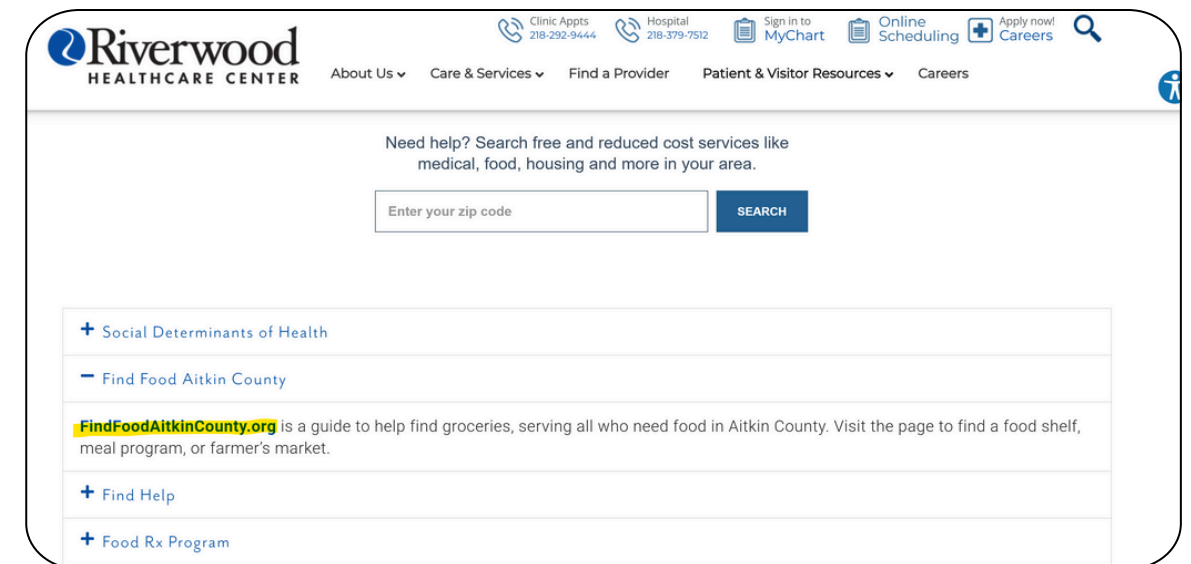 Riverwood
HEALTHCARE CENTER
Clinic Appts
218-292-9444
Hospital
218-379-7512
Sign in to
MyChart
Online
Scheduling
Apply now!
Careers
About Us
Care & Services
Find a Provider
Patient & Visitor Resources
Careers
Need help? Search free and reduced cost services like
medical, food, housing and more in your area.
Enter your zip code
SEARCH
+ Social Determinants of Health
− Find Food Aitkin County
FindFoodAitkinCounty.org is a guide to help find groceries, serving all who need food in Aitkin County. Visit the page to find a food shelf,
meal program, or farmer's market.
+ Find Help
+ Food Rx Program